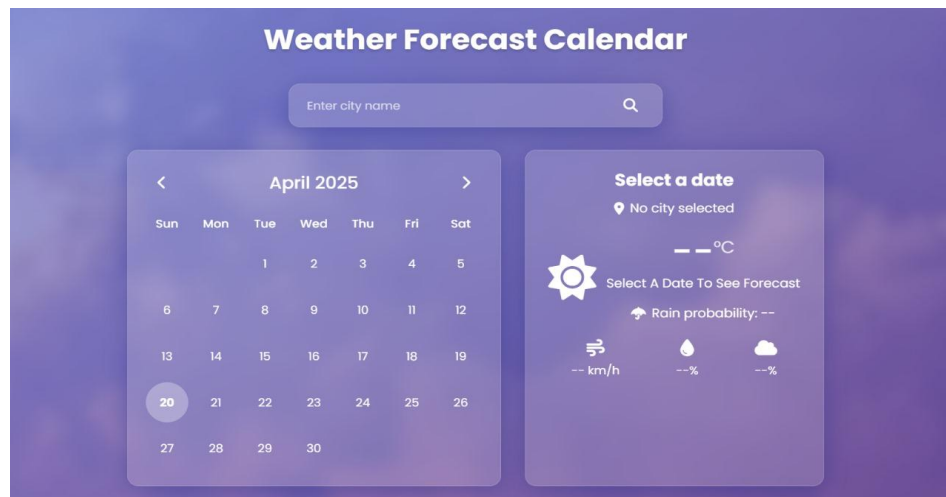 Weather Forecast Calendar
Enter city name
April 2025
Sun Mon Tue Wed Thu Fri Sat
1 2 3 4 5
6 7 8 9 10 11 12
13 14 15 16 17 18 19
20 21 22 23 24 25 26
27 28 29 30
Select a date
No city selected
--°C
Select A Date To See Forecast
Rain probability: --
-- km/h --% --%